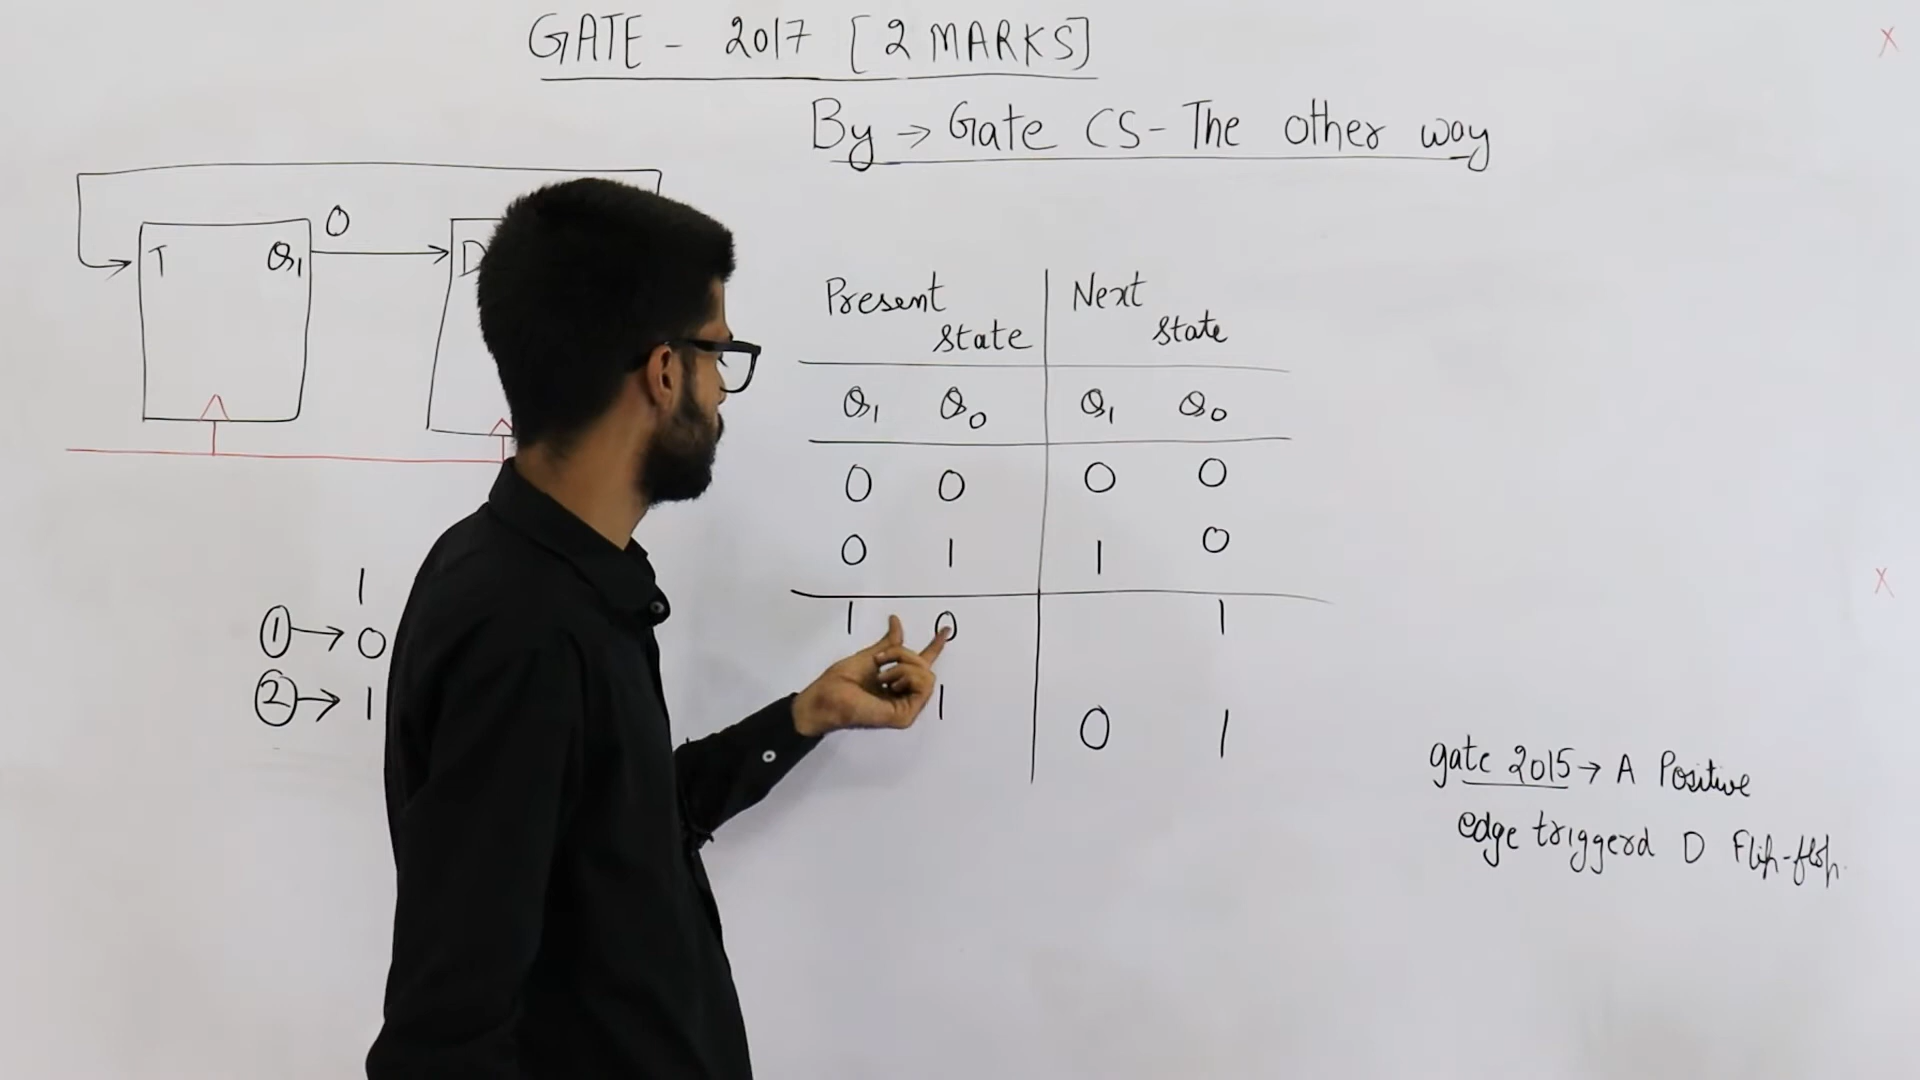 GATE - 2017 [2 MARKS]
By → Gate CS - The other way
T Q1 0 D
Present state Next state
Q1 Q0 Q1 Q0
0 0 0 0
0 1 1 0
1 0 1
1 0 1
1
① → 0
② → 1
gate 2015 → A Positive
edge triggerd D Flip-flop.